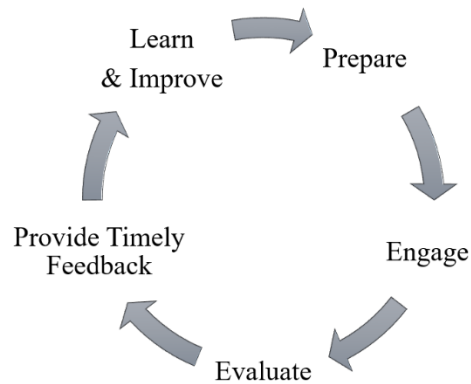 Learn
& Improve
Prepare
Engage
Evaluate
Provide Timely
Feedback